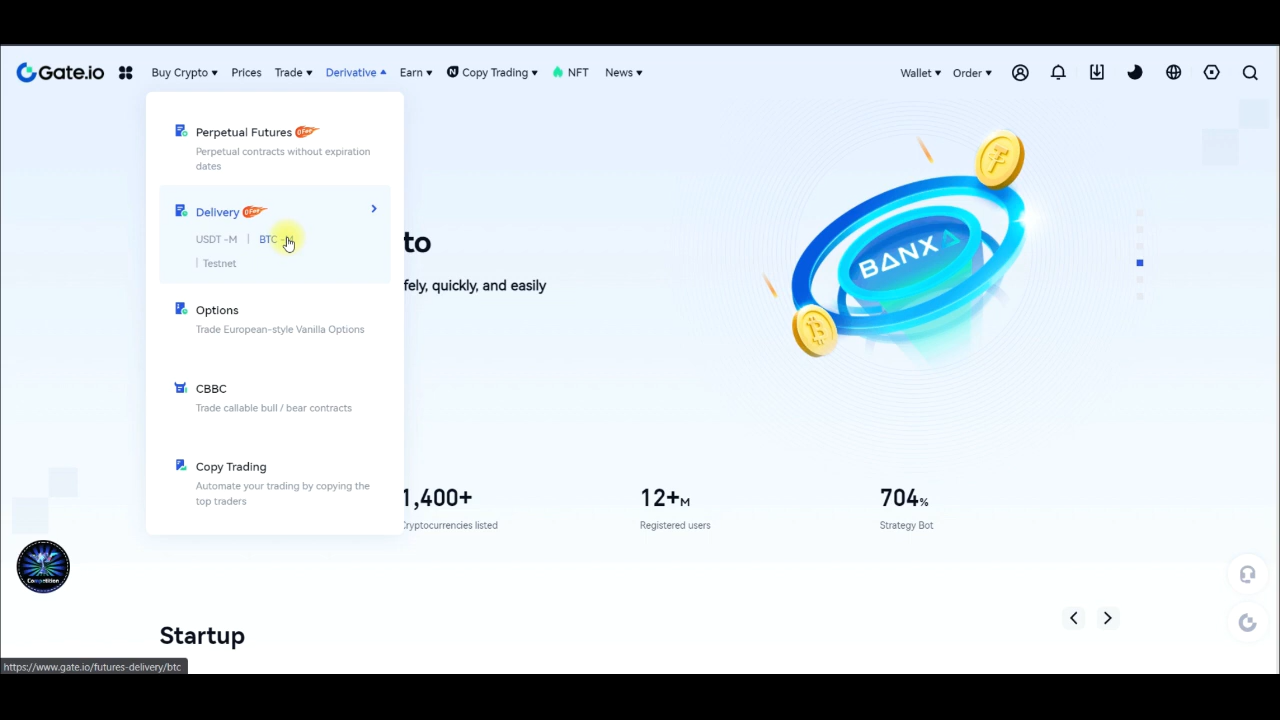 Gate.io Buy Crypto Prices Trade Derivative Earn Copy Trading NFT News Wallet Order
Perpetual Futures
Perpetual contracts without expiration
dates
Delivery
USDT -M | BTC
| Testnet
Options
Trade European-style Vanilla Options
CBBC
Trade callable bull / bear contracts
Copy Trading
Automate your trading by copying the
top traders
to
fely, quickly, and easily
BANXA
1,400+
Cryptocurrencies listed
12+M
Registered users
704%
Strategy Bot
Competition
Startup
https://www.gate.io/futures-delivery/btc